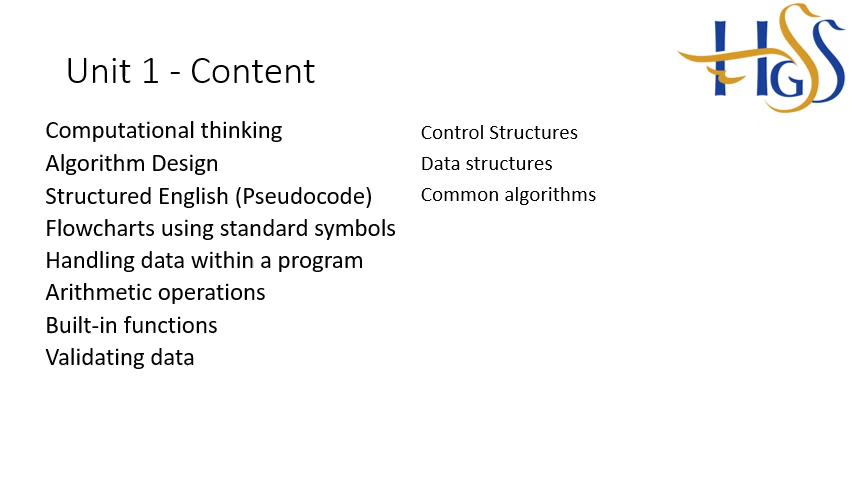 Unit 1 - Content
HGSS
Computational thinking
Algorithm Design
Structured English (Pseudocode)
Flowcharts using standard symbols
Handling data within a program
Arithmetic operations
Built-in functions
Validating data
Control Structures
Data structures
Common algorithms